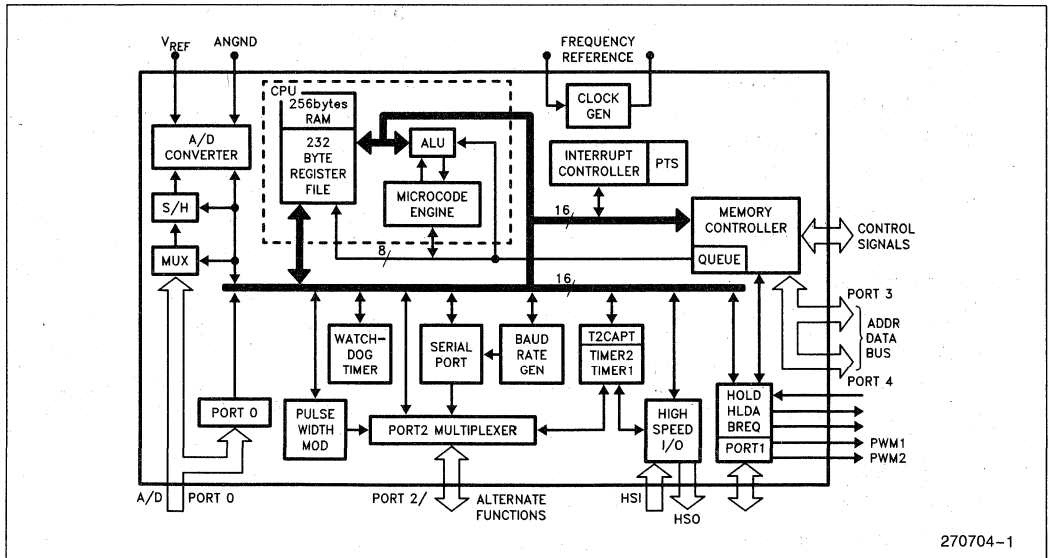 VREF
ANGND
FREQUENCY
REFERENCE
CPU
256bytes
RAM
232
BYTE
REGISTER
FILE
ALU
MICROCODE
ENGINE
A/D
CONVERTER
S/H
MUX
CLOCK
GEN
INTERRUPT
CONTROLLER
PTS
16
MEMORY
CONTROLLER
QUEUE
CONTROL
SIGNALS
8
16
PORT 3
ADDR
DATA
BUS
PORT 4
WATCH-
DOG
TIMER
SERIAL
PORT
BAUD
RATE
GEN
T2CAPT
TIMER2
TIMER1
PORT 0
PULSE
WIDTH
MOD
PORT2 MULTIPLEXER
HIGH
SPEED
I/O
HOLD
HLDA
BREQ
PORT1
PWM1
PWM2
A/D
PORT 0
PORT 2/
ALTERNATE
FUNCTIONS
HSI
HSO
270704-1